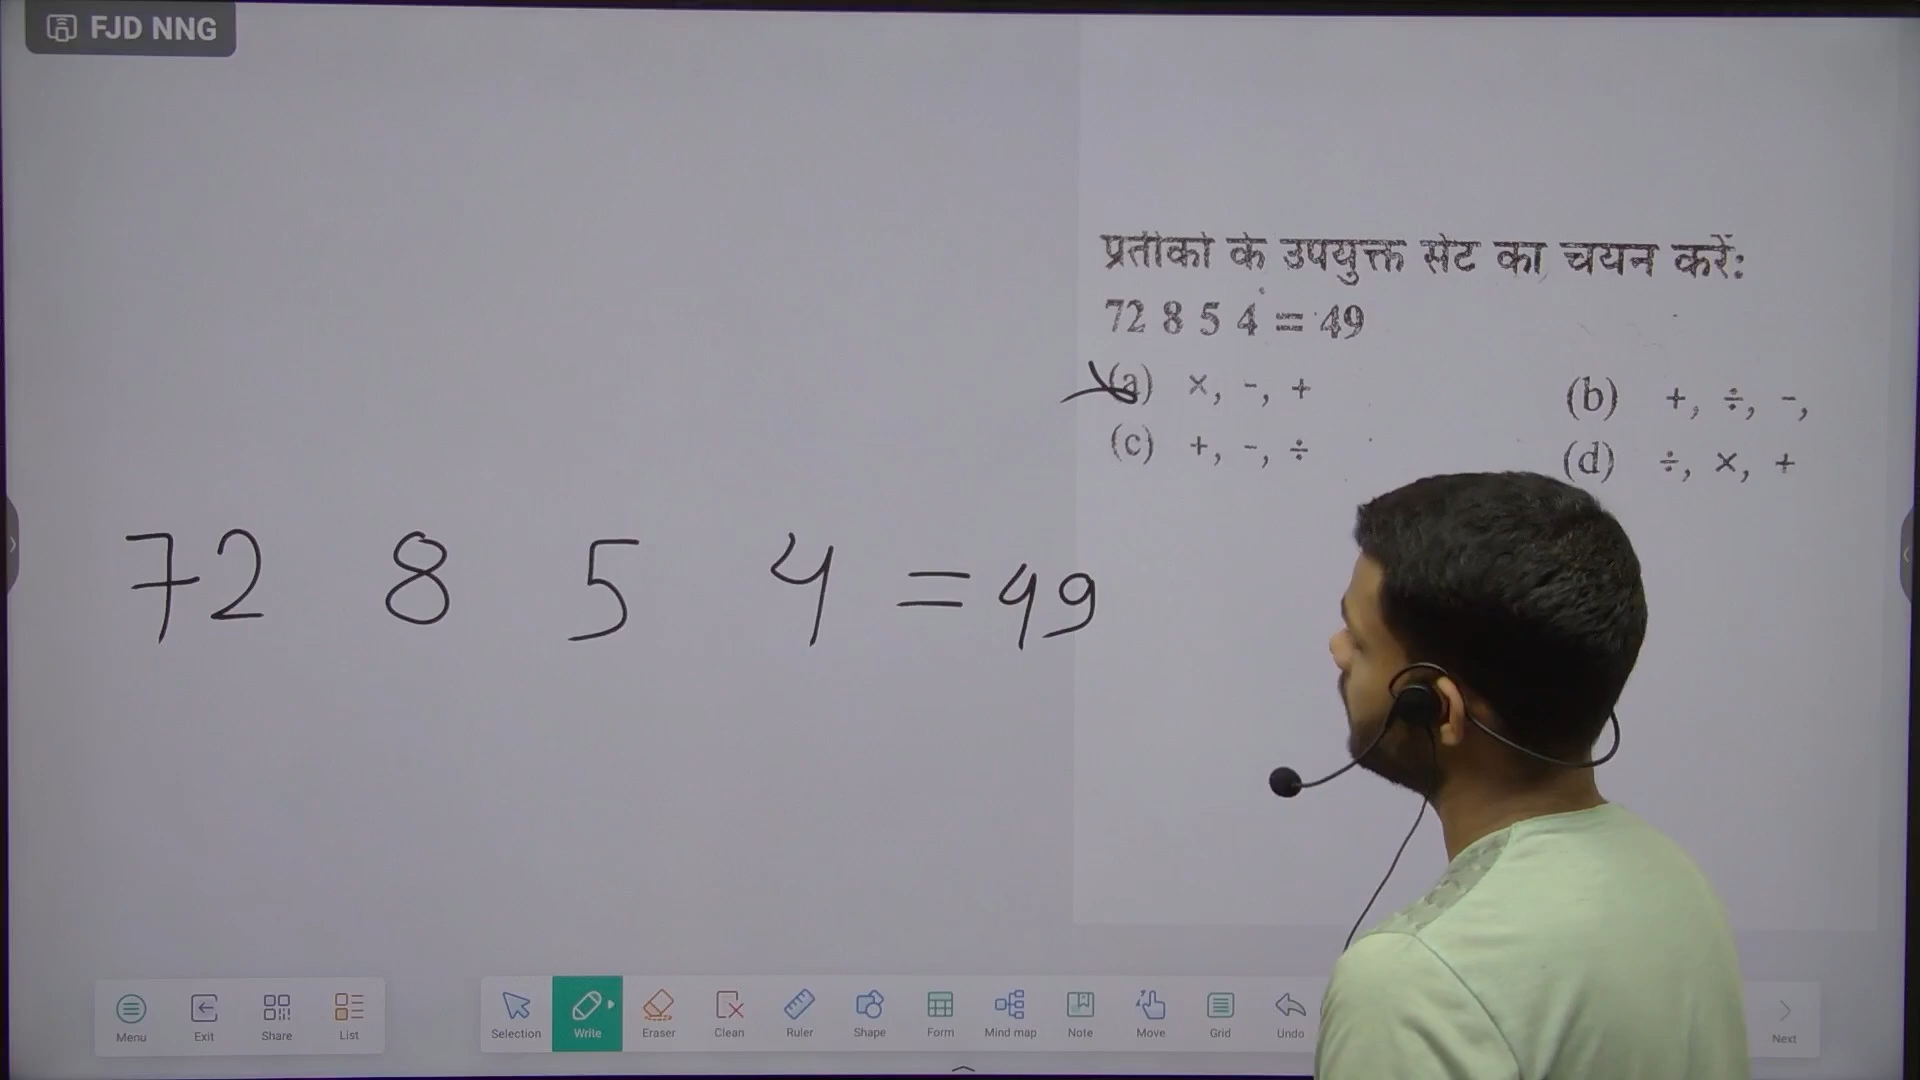 FJD NNG
प्रतीकों के उपयुक्त सेट का चयन करें:
72 8 5 4 = 49
(a) ×, -, +
(b) +, ÷, -,
(c) +, -, ÷
(d) ÷, ×, +
72 8 5 4 = 49
Menu Exit Share List Selection Write Eraser Clean Ruler Shape Form Mind map Note Move Grid Undo Next